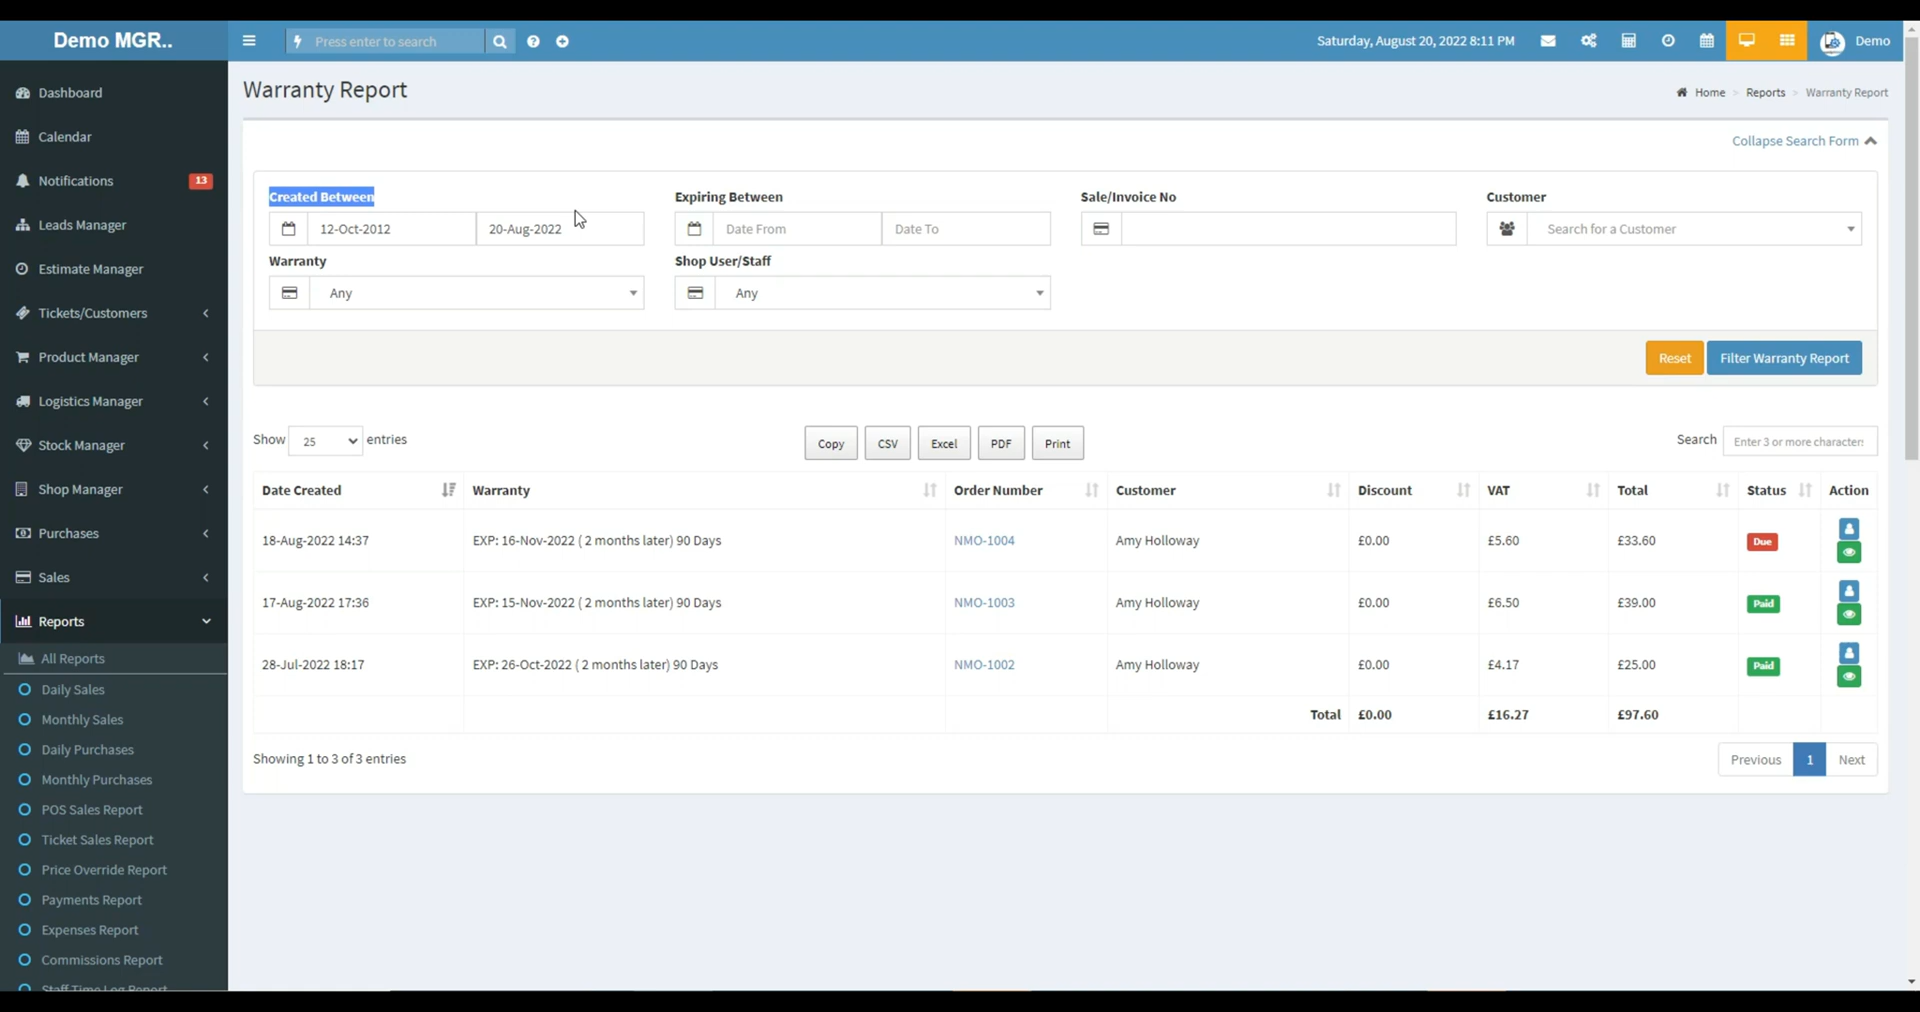 Demo MGR..
Press enter to search
Saturday, August 20, 2022 8:11 PM
Demo
Dashboard
Calendar
Notifications 13
Leads Manager
Estimate Manager
Tickets/Customers
Product Manager
Logistics Manager
Stock Manager
Shop Manager
Purchases
Sales
Reports
All Reports
Daily Sales
Monthly Sales
Daily Purchases
Monthly Purchases
POS Sales Report
Ticket Sales Report
Price Override Report
Payments Report
Expenses Report
Commissions Report
Staff Time Log Report
Warranty Report
Home > Reports > Warranty Report
Collapse Search Form
Created Between
12-Oct-2012 20-Aug-2022
Expiring Between
Date From Date To
Sale/Invoice No
Customer
Search for a Customer
Warranty
Any
Shop User/Staff
Any
Reset Filter Warranty Report
Show 25 entries
Copy CSV Excel PDF Print
Search Enter 3 or more characters
Date Created Warranty Order Number Customer Discount VAT Total Status Action
18-Aug-2022 14:37 EXP: 16-Nov-2022 ( 2 months later) 90 Days NMO-1004 Amy Holloway £0.00 £5.60 £33.60 Due
17-Aug-2022 17:36 EXP: 15-Nov-2022 ( 2 months later) 90 Days NMO-1003 Amy Holloway £0.00 £6.50 £39.00 Paid
28-Jul-2022 18:17 EXP: 26-Oct-2022 ( 2 months later) 90 Days NMO-1002 Amy Holloway £0.00 £4.17 £25.00 Paid
Total £0.00 £16.27 £97.60
Showing 1 to 3 of 3 entries
Previous 1 Next